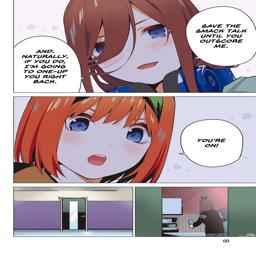 SAVE THE
SMACK TALK
UNTIL YOU
OUTSCORE
ME.
AND,
NATURALLY,
IF YOU DO,
I'M GOING
TO ONE-UP
YOU RIGHT
BACK.
YOU'RE
ON!